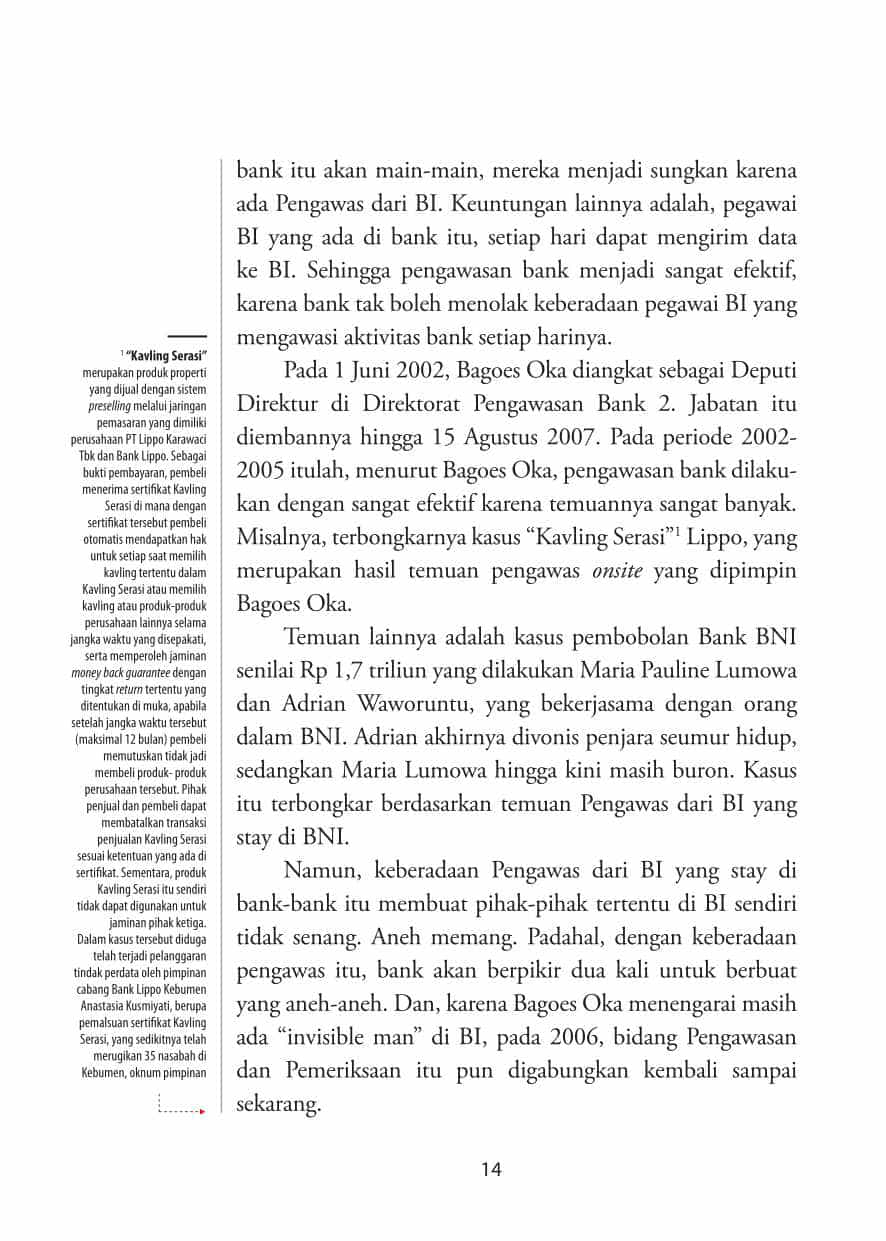 bank itu akan main-main, mereka menjadi sungkan karena
ada Pengawas dari BI. Keuntungan lainnya adalah, pegawai
BI yang ada di bank itu, setiap hari dapat mengirim data
ke BI. Sehingga pengawasan bank menjadi sangat efektif,
karena bank tak boleh menolak keberadaan pegawai BI yang
mengawasi aktivitas bank setiap harinya.
Pada 1 Juni 2002, Bagoes Oka diangkat sebagai Deputi
Direktur di Direktorat Pengawasan Bank 2. Jabatan itu
diembannya hingga 15 Agustus 2007. Pada periode 2002-
2005 itulah, menurut Bagoes Oka, pengawasan bank dilaku-
kan dengan sangat efektif karena temuannya sangat banyak.
Misalnya, terbongkarnya kasus “Kavling Serasi”1 Lippo, yang
merupakan hasil temuan pengawas onsite yang dipimpin
Bagoes Oka.
Temuan lainnya adalah kasus pembobolan Bank BNI
senilai Rp 1,7 triliun yang dilakukan Maria Pauline Lumowa
dan Adrian Waworuntu, yang bekerjasama dengan orang
dalam BNI. Adrian akhirnya divonis penjara seumur hidup,
sedangkan Maria Lumowa hingga kini masih buron. Kasus
itu terbongkar berdasarkan temuan Pengawas dari BI yang
stay di BNI.
Namun, keberadaan Pengawas dari BI yang stay di
bank-bank itu membuat pihak-pihak tertentu di BI sendiri
tidak senang. Aneh memang. Padahal, dengan keberadaan
pengawas itu, bank akan berpikir dua kali untuk berbuat
yang aneh-aneh. Dan, karena Bagoes Oka menengarai masih
ada “invisible man” di BI, pada 2006, bidang Pengawasan
dan Pemeriksaan itu pun digabungkan kembali sampai
sekarang.
1 “Kavling Serasi”
merupakan produk properti
yang dijual dengan sistem
preselling melalui jaringan
pemasaran yang dimiliki
perusahaan PT Lippo Karawaci
Tbk dan Bank Lippo. Sebagai
bukti pembayaran, pembeli
menerima sertifikat Kavling
Serasi di mana dengan
sertifikat tersebut pembeli
otomatis mendapatkan hak
untuk setiap saat memilih
kavling tertentu dalam
Kavling Serasi atau memilih
kavling atau produk-produk
perusahaan lainnya selama
jangka waktu yang disepakati,
serta memperoleh jaminan
money back guarantee dengan
tingkat return tertentu yang
ditentukan di muka, apabila
setelah jangka waktu tersebut
(maksimal 12 bulan) pembeli
memutuskan tidak jadi
membeli produk- produk
perusahaan tersebut. Pihak
penjual dan pembeli dapat
membatalkan transaksi
penjualan Kavling Serasi
sesuai ketentuan yang ada di
sertifikat. Sementara, produk
Kavling Serasi itu sendiri
tidak dapat digunakan untuk
jaminan pihak ketiga.
Dalam kasus tersebut diduga
telah terjadi pelanggaran
tindak perdata oleh pimpinan
cabang Bank Lippo Kebumen
Anastasia Kusmiyati, berupa
pemalsuan sertifikat Kavling
Serasi, yang sedikitnya telah
merugikan 35 nasabah di
Kebumen, oknum pimpinan
14